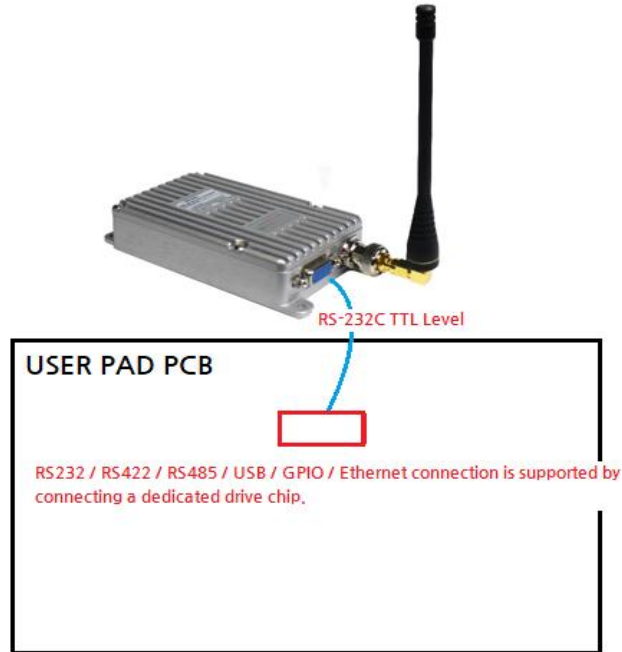 RS-232C TTL Level
USER PAD PCB
RS232 / RS422 / RS485 / USB / GPIO / Ethernet connection is supported by
connecting a dedicated drive chip.